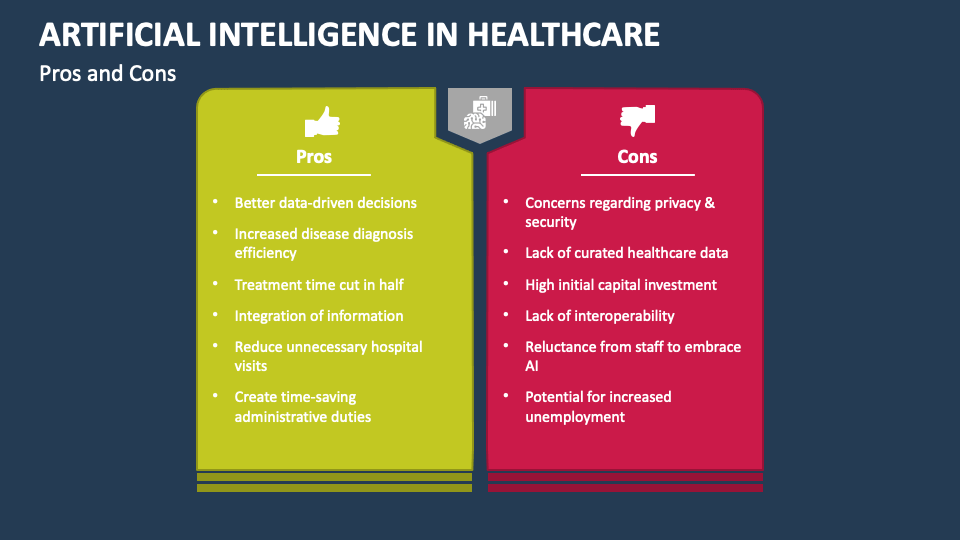 ARTIFICIAL INTELLIGENCE IN HEALTHCARE
Pros and Cons
Pros
• Better data-driven decisions
• Increased disease diagnosis
efficiency
• Treatment time cut in half
• Integration of information
• Reduce unnecessary hospital
visits
• Create time-saving
administrative duties
Cons
• Concerns regarding privacy &
security
• Lack of curated healthcare data
• High initial capital investment
• Lack of interoperability
• Reluctance from staff to embrace
AI
• Potential for increased
unemployment